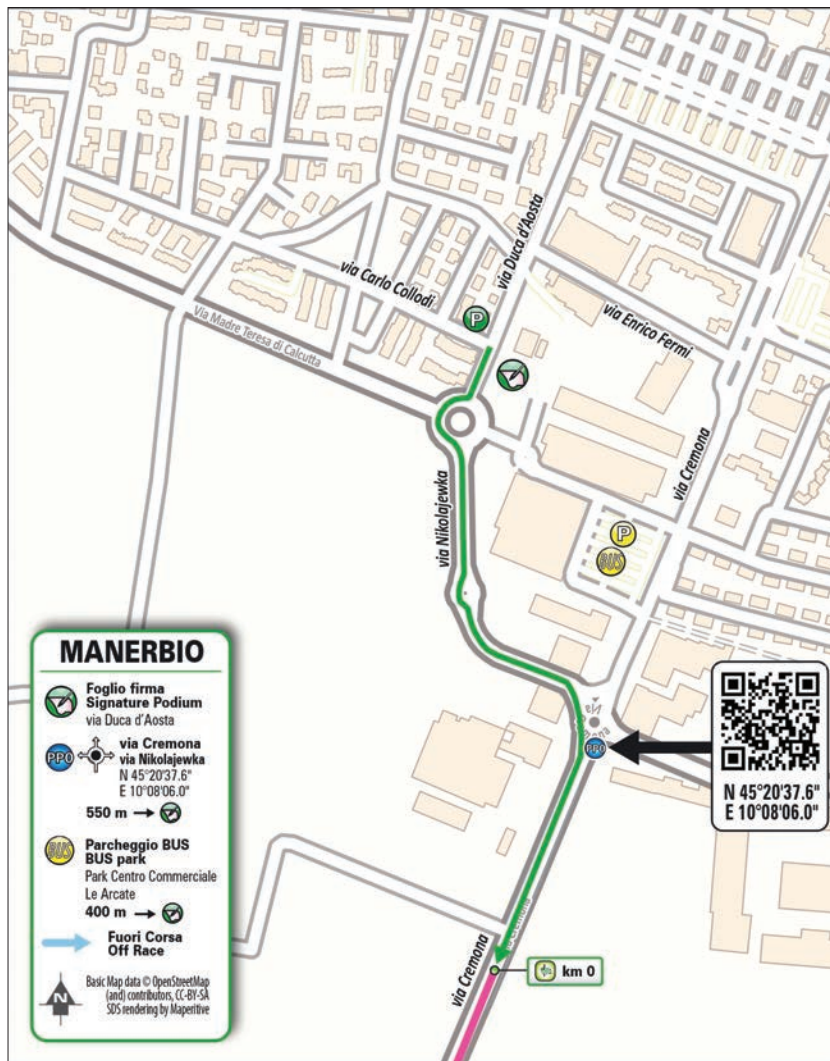 via Duca d'Aosta
via Carlo Collodi
P
via Enrico Fermi
Via Madre Teresa di Calcutta
via Cremona
via Nikolajewka
P
BUS
MANERBIO
Foglio firma
Signature Podium
via Duca d'Aosta
PPO
via Cremona
via Nikolajewka
N 45°20'37.6"
E 10°08'06.0"
550 m
BUS
Parcheggio BUS
BUS park
Park Centro Commerciale
Le Arcate
400 m
Fuori Corsa
Off Race
N
Basic Map data © OpenStreetMap
(and) contributors, CC-BY-SA
SDS rendering by Maperitive
PPO
N 45°20'37.6"
E 10°08'06.0"
via Cremona
km 0